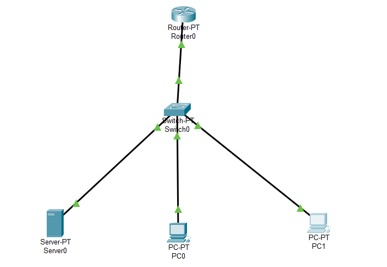 Router-PT
Router0
Switch-PT
Switch0
Server-PT
Server0
PC-PT
PC0
PC-PT
PC1